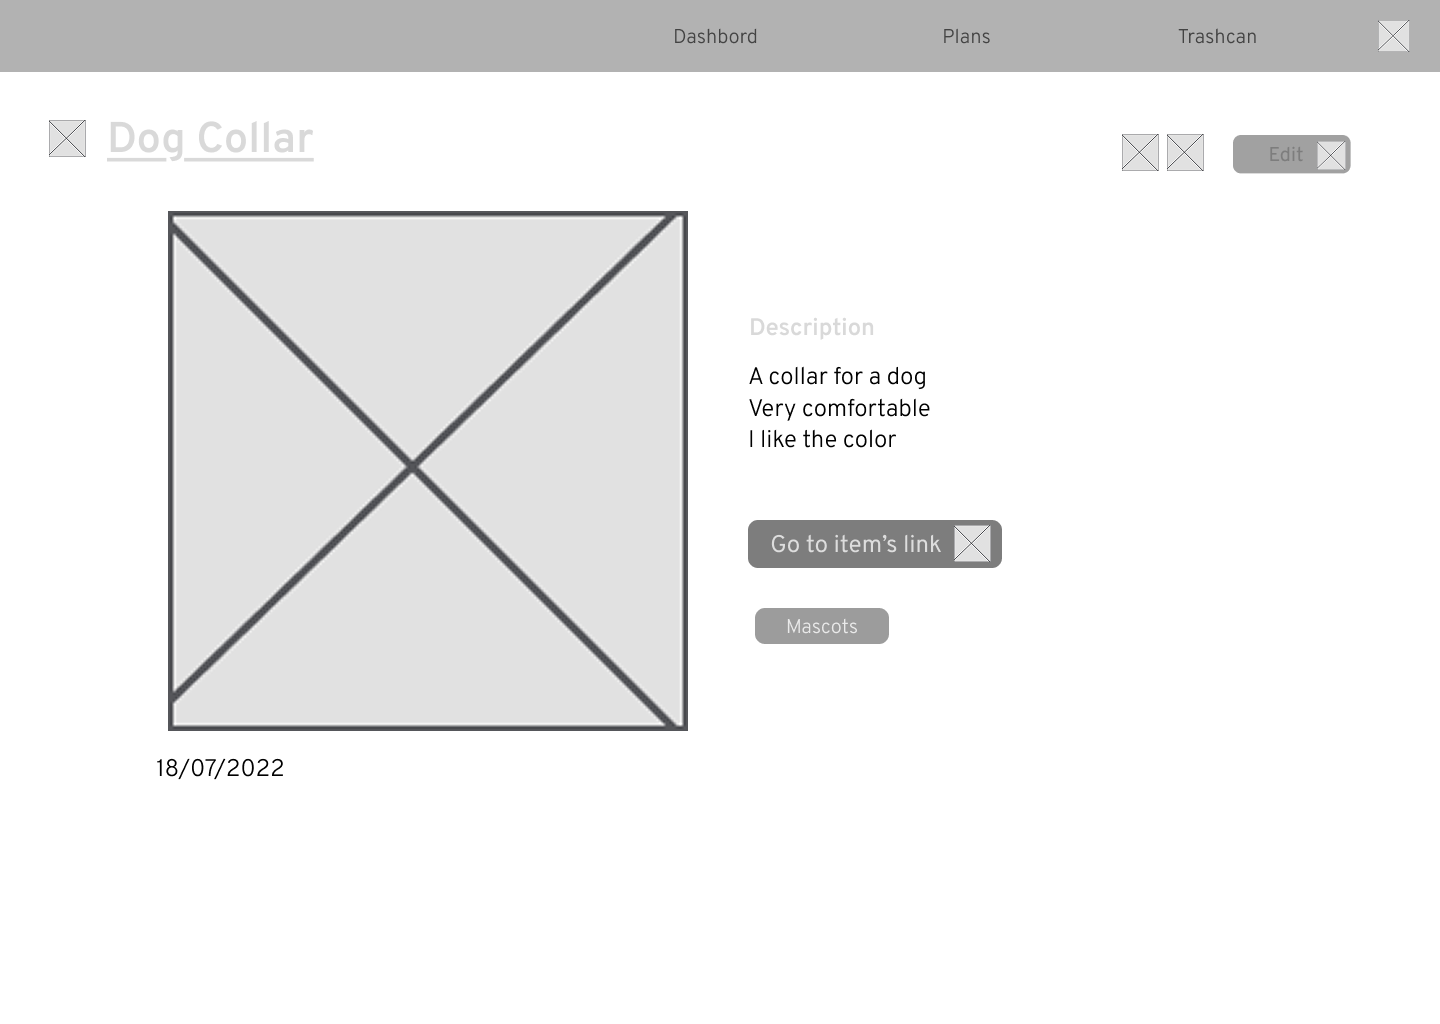 Dashbord
Plans
Trashcan
Dog Collar
Edit
Description
A collar for a dog
Very comfortable
I like the color
Go to item’s link
Mascots
18/07/2022